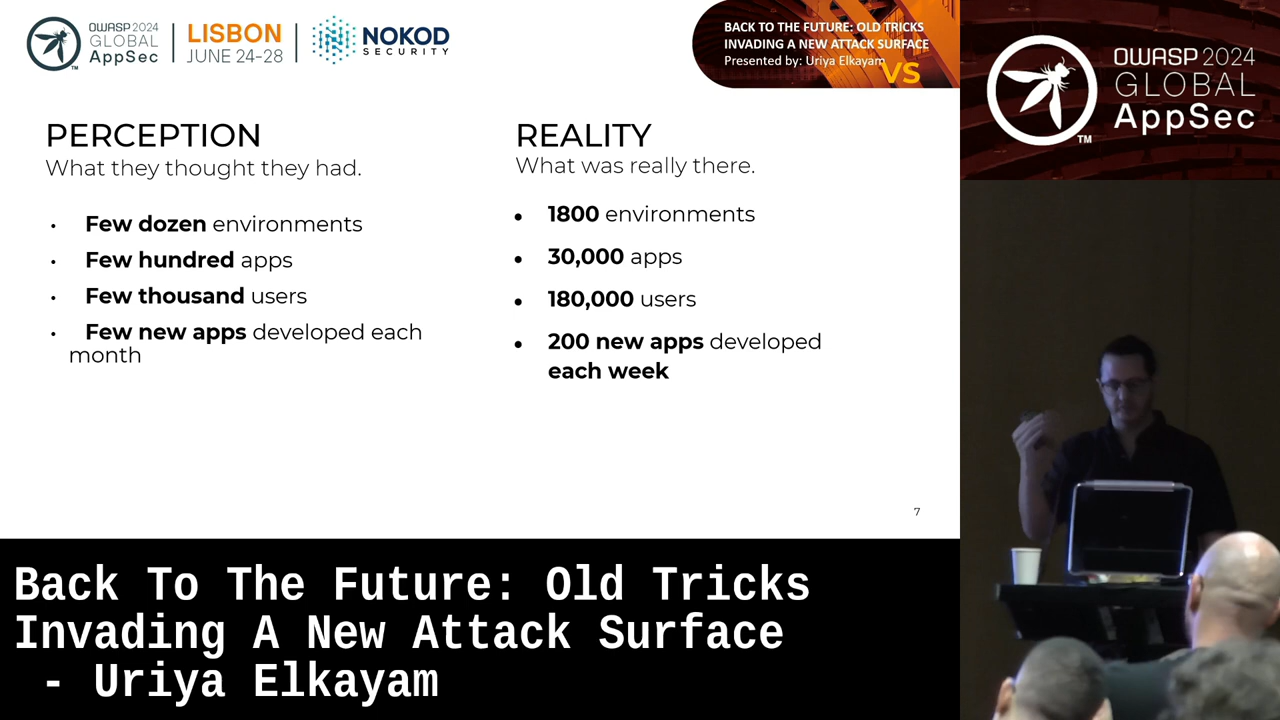 OWASP 2024
GLOBAL
AppSec
TM
LISBON
JUNE 24-28
NOKOD
SECURITY
BACK TO THE FUTURE: OLD TRICKS
INVADING A NEW ATTACK SURFACE
Presented by: Uriya Elkayam
VS
PERCEPTION
What they thought they had.
• Few dozen environments
• Few hundred apps
• Few thousand users
• Few new apps developed each
month
REALITY
What was really there.
• 1800 environments
• 30,000 apps
• 180,000 users
• 200 new apps developed
each week
7
OWASP 2024
GLOBAL
AppSec
TM
Back To The Future: Old Tricks
Invading A New Attack Surface
- Uriya Elkayam